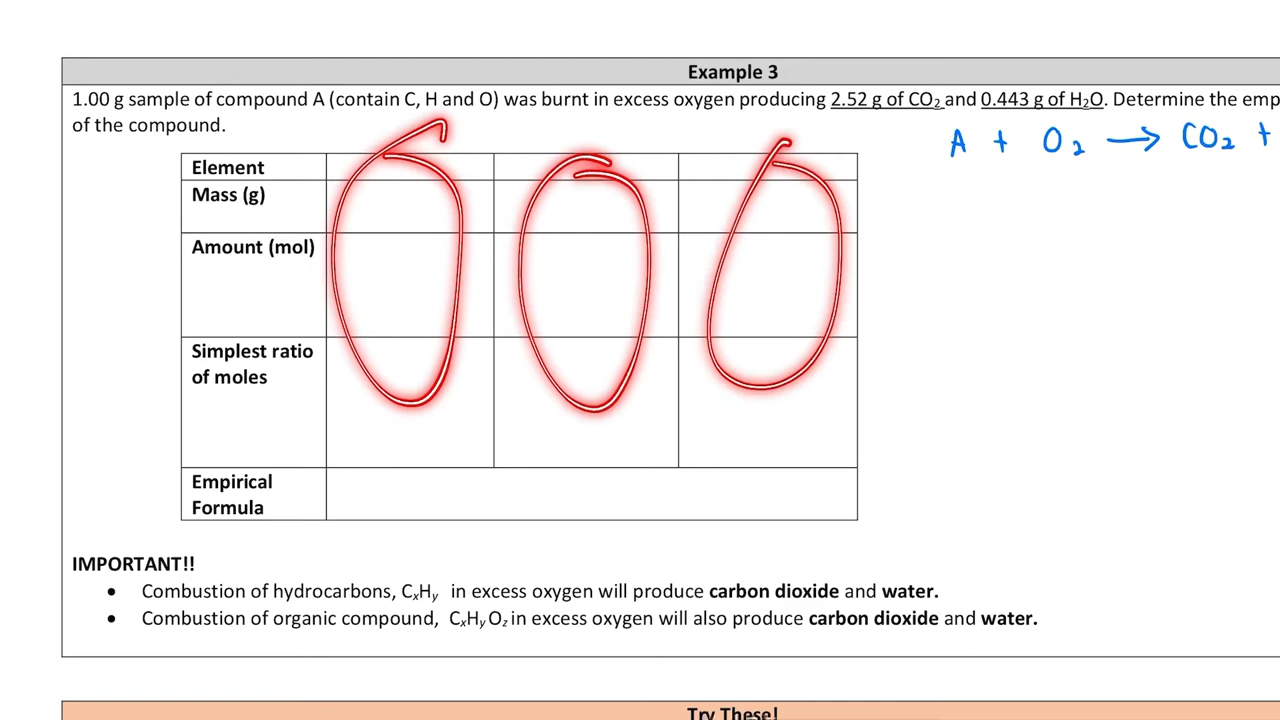 Example 3
1.00 g sample of compound A (contain C, H and O) was burnt in excess oxygen producing 2.52 g of CO₂ and 0.443 g of H₂O. Determine the emp
of the compound.
A + O₂ → CO₂ +
Element
Mass (g)
Amount (mol)
Simplest ratio
of moles
Empirical
Formula
IMPORTANT!!
• Combustion of hydrocarbons, CₓHᵧ in excess oxygen will produce carbon dioxide and water.
• Combustion of organic compound, CₓHᵧO𝓏 in excess oxygen will also produce carbon dioxide and water.
Try These!